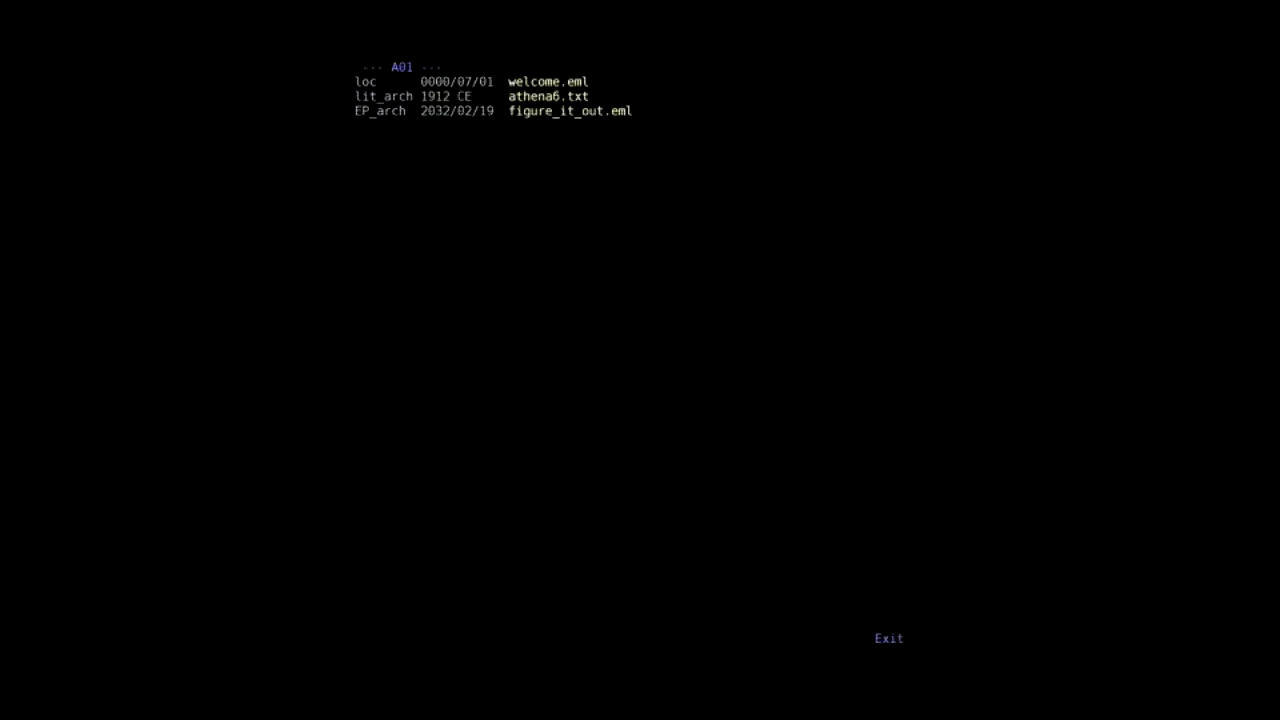 --- A01 ---
loc 0000/07/01 welcome.eml
lit_arch 1912 CE athena6.txt
EP_arch 2032/02/19 figure_it_out.eml
Exit